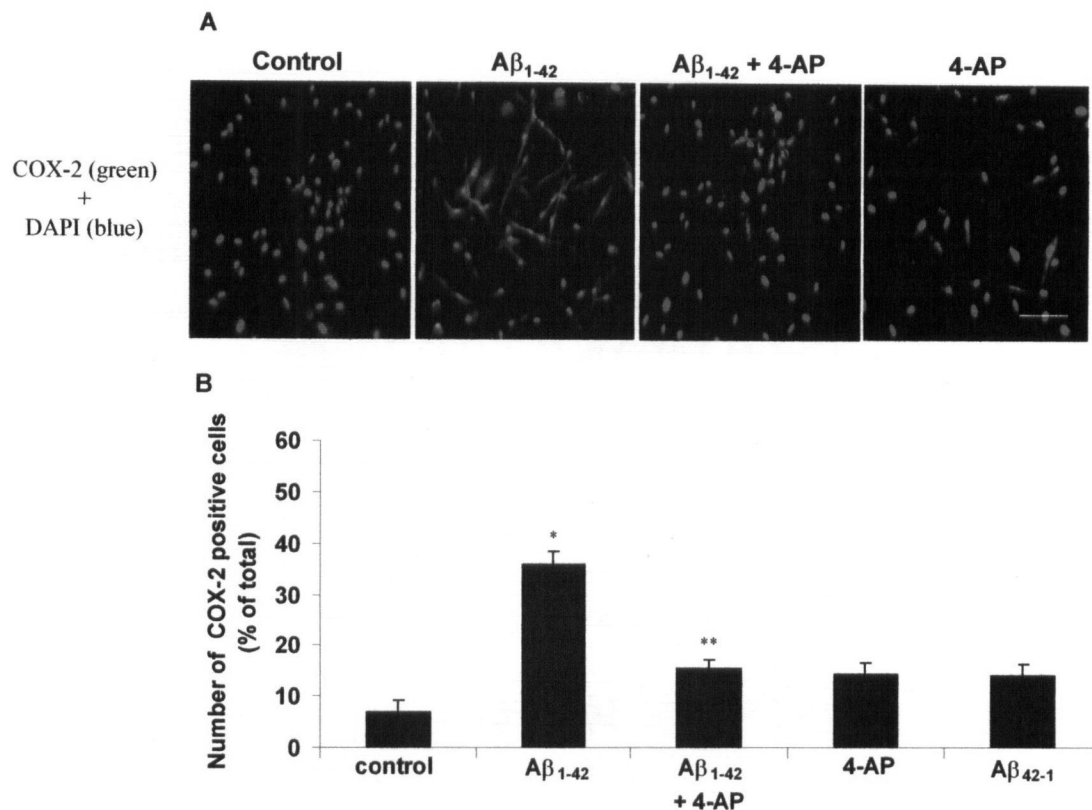 A
Control
Aβ1-42
Aβ1-42 + 4-AP
4-AP
COX-2 (green)
+
DAPI (blue)
B
Number of COX-2 positive cells
(% of total)
60
50
40
30
20
10
0
*
**
control
Aβ1-42
Aβ1-42
+ 4-AP
4-AP
Aβ42-1